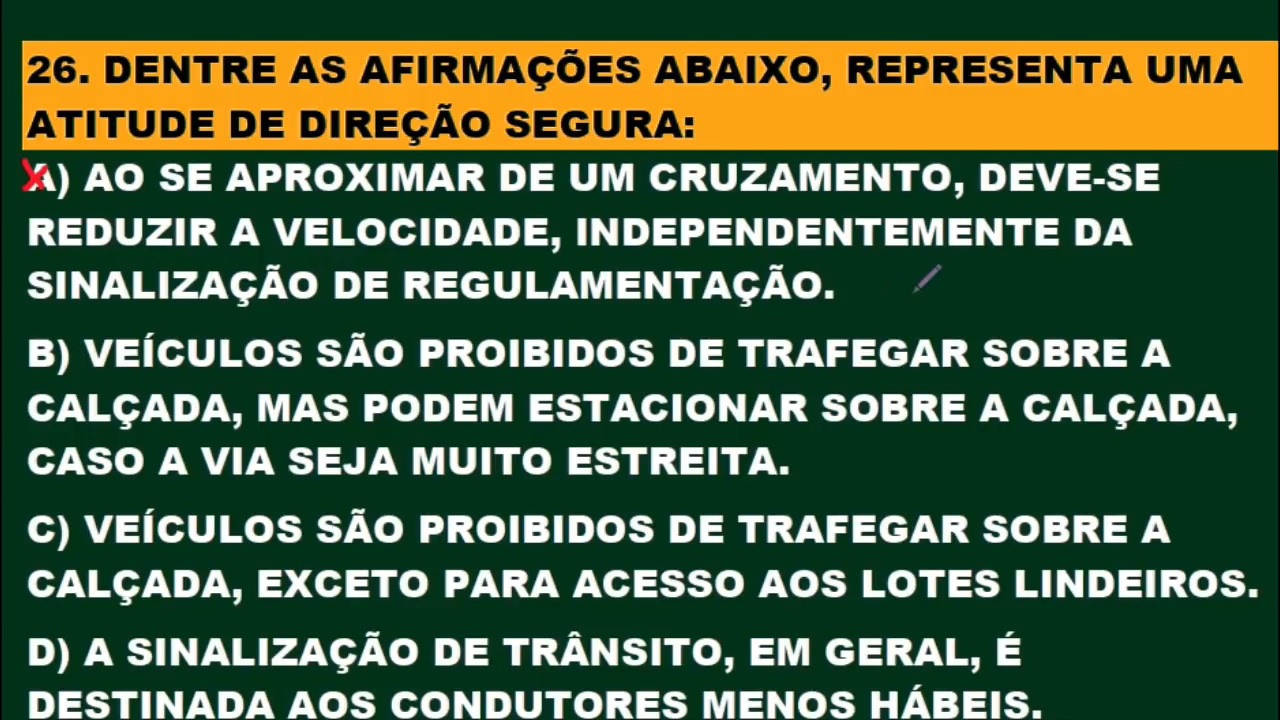 26. DENTRE AS AFIRMAÇÕES ABAIXO, REPRESENTA UMA
ATITUDE DE DIREÇÃO SEGURA:
A) AO SE APROXIMAR DE UM CRUZAMENTO, DEVE-SE
REDUZIR A VELOCIDADE, INDEPENDENTEMENTE DA
SINALIZAÇÃO DE REGULAMENTAÇÃO.
B) VEÍCULOS SÃO PROIBIDOS DE TRAFEGAR SOBRE A
CALÇADA, MAS PODEM ESTACIONAR SOBRE A CALÇADA,
CASO A VIA SEJA MUITO ESTREITA.
C) VEÍCULOS SÃO PROIBIDOS DE TRAFEGAR SOBRE A
CALÇADA, EXCETO PARA ACESSO AOS LOTES LINDEIROS.
D) A SINALIZAÇÃO DE TRÂNSITO, EM GERAL, É
DESTINADA AOS CONDUTORES MENOS HÁBEIS.